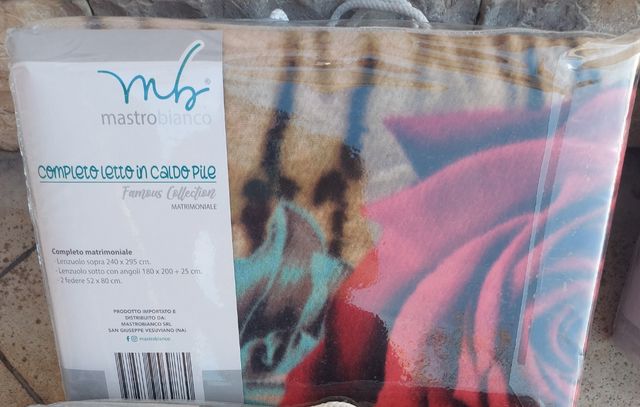 mb®
mastrobianco
COMPLETO LETTO IN CALDO PILE
Famous Collection
MATRIMONIALE
Completo matrimoniale
- Lenzuolo sopra 240 x 295 cm.
- Lenzuolo sotto con angoli 180 x 200 + 25 cm.
- 2 federe 52 x 80 cm.
PRODOTTO IMPORTATO E
DISTRIBUITO DA:
MASTROBIANCO SRL
SAN GIUSEPPE VESUVIANO (NA)
mastrobianco